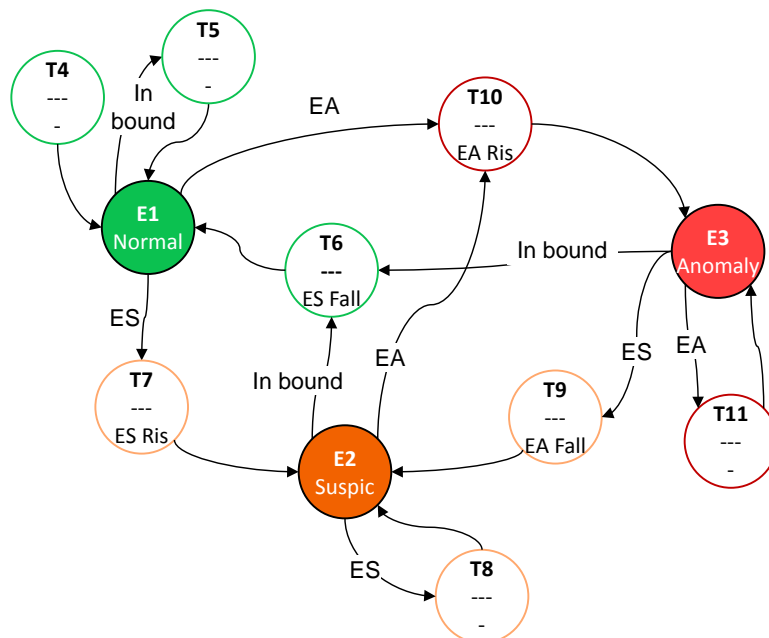 T5
---
-
T4
---
-
In
bound
EA
T10
---
EA Ris
E1
Normal
T6
---
ES Fall
In bound
E3
Anomaly
ES
EA
ES
EA
In bound
T7
---
ES Ris
T9
---
EA Fall
T11
---
-
E2
Suspic
ES
T8
---
-